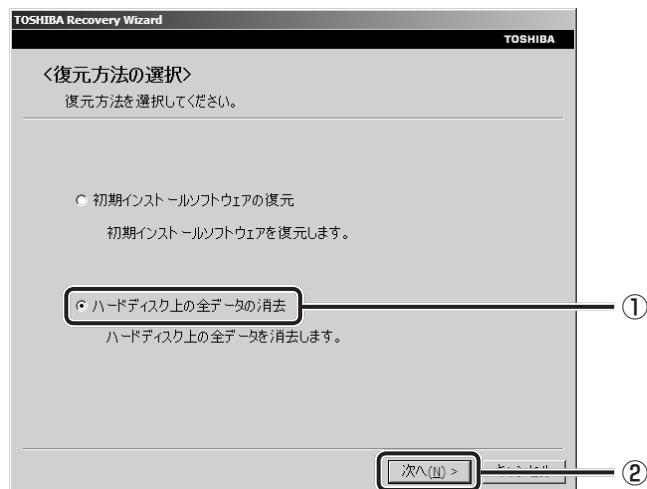 TOSHIBA Recovery Wizard
TOSHIBA
<復元方法の選択>
復元方法を選択してください。
初期インストールソフトウェアの復元
初期インストールソフトウェアを復元します。
ハードディスク上の全データの消去
①
ハードディスク上の全データを消去します。
次へ(N) >
②